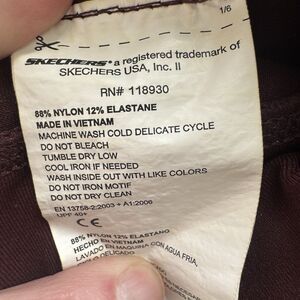 1/6
SKECHERS® a registered trademark of
SKECHERS USA, Inc. II
RN# 118930
88% NYLON 12% ELASTANE
MADE IN VIETNAM
MACHINE WASH COLD DELICATE CYCLE
DO NOT BLEACH
TUMBLE DRY LOW
COOL IRON IF NEEDED
WASH INSIDE OUT WITH LIKE COLORS
DO NOT IRON MOTIF
DO NOT DRY CLEAN
EN 13758-2:2003 + A1:2006
UPF 40+
CE
88% NYLON 12% ELASTANE
HECHO EN VIETNAM
LAVADO EN MAQUINA CON AGUA FRIA,
CICLO DELICADO